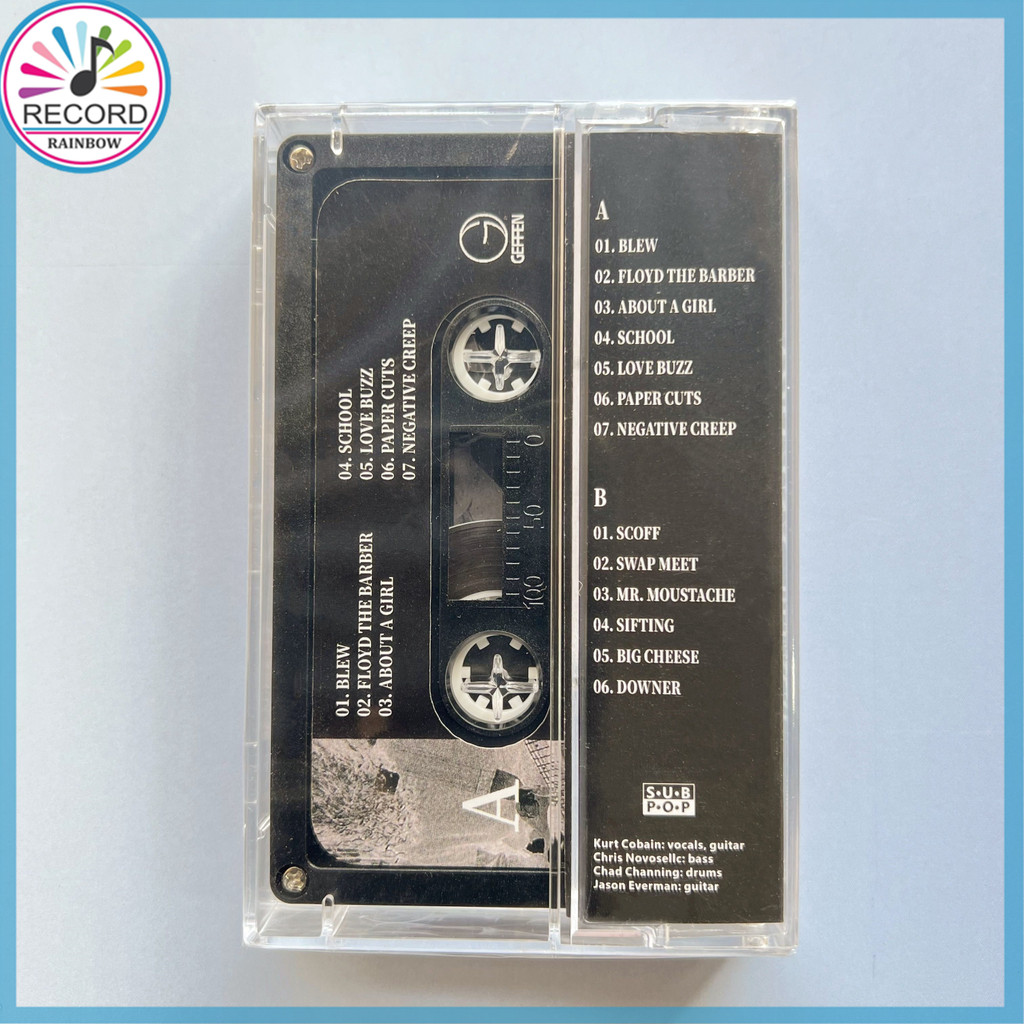 RECORD
RAINBOW
GEFFEN
04. SCHOOL
05. LOVE BUZZ
06. PAPER CUTS
07. NEGATIVE CREEP
01. BLEW
02. FLOYD THE BARBER
03. ABOUT A GIRL
0
50
100
A
A
01. BLEW
02. FLOYD THE BARBER
03. ABOUT A GIRL
04. SCHOOL
05. LOVE BUZZ
06. PAPER CUTS
07. NEGATIVE CREEP
B
01. SCOFF
02. SWAP MEET
03. MR. MOUSTACHE
04. SIFTING
05. BIG CHEESE
06. DOWNER
S•U•B
P•O•P
Kurt Cobain: vocals, guitar
Chris Novosellc: bass
Chad Channing: drums
Jason Everman: guitar